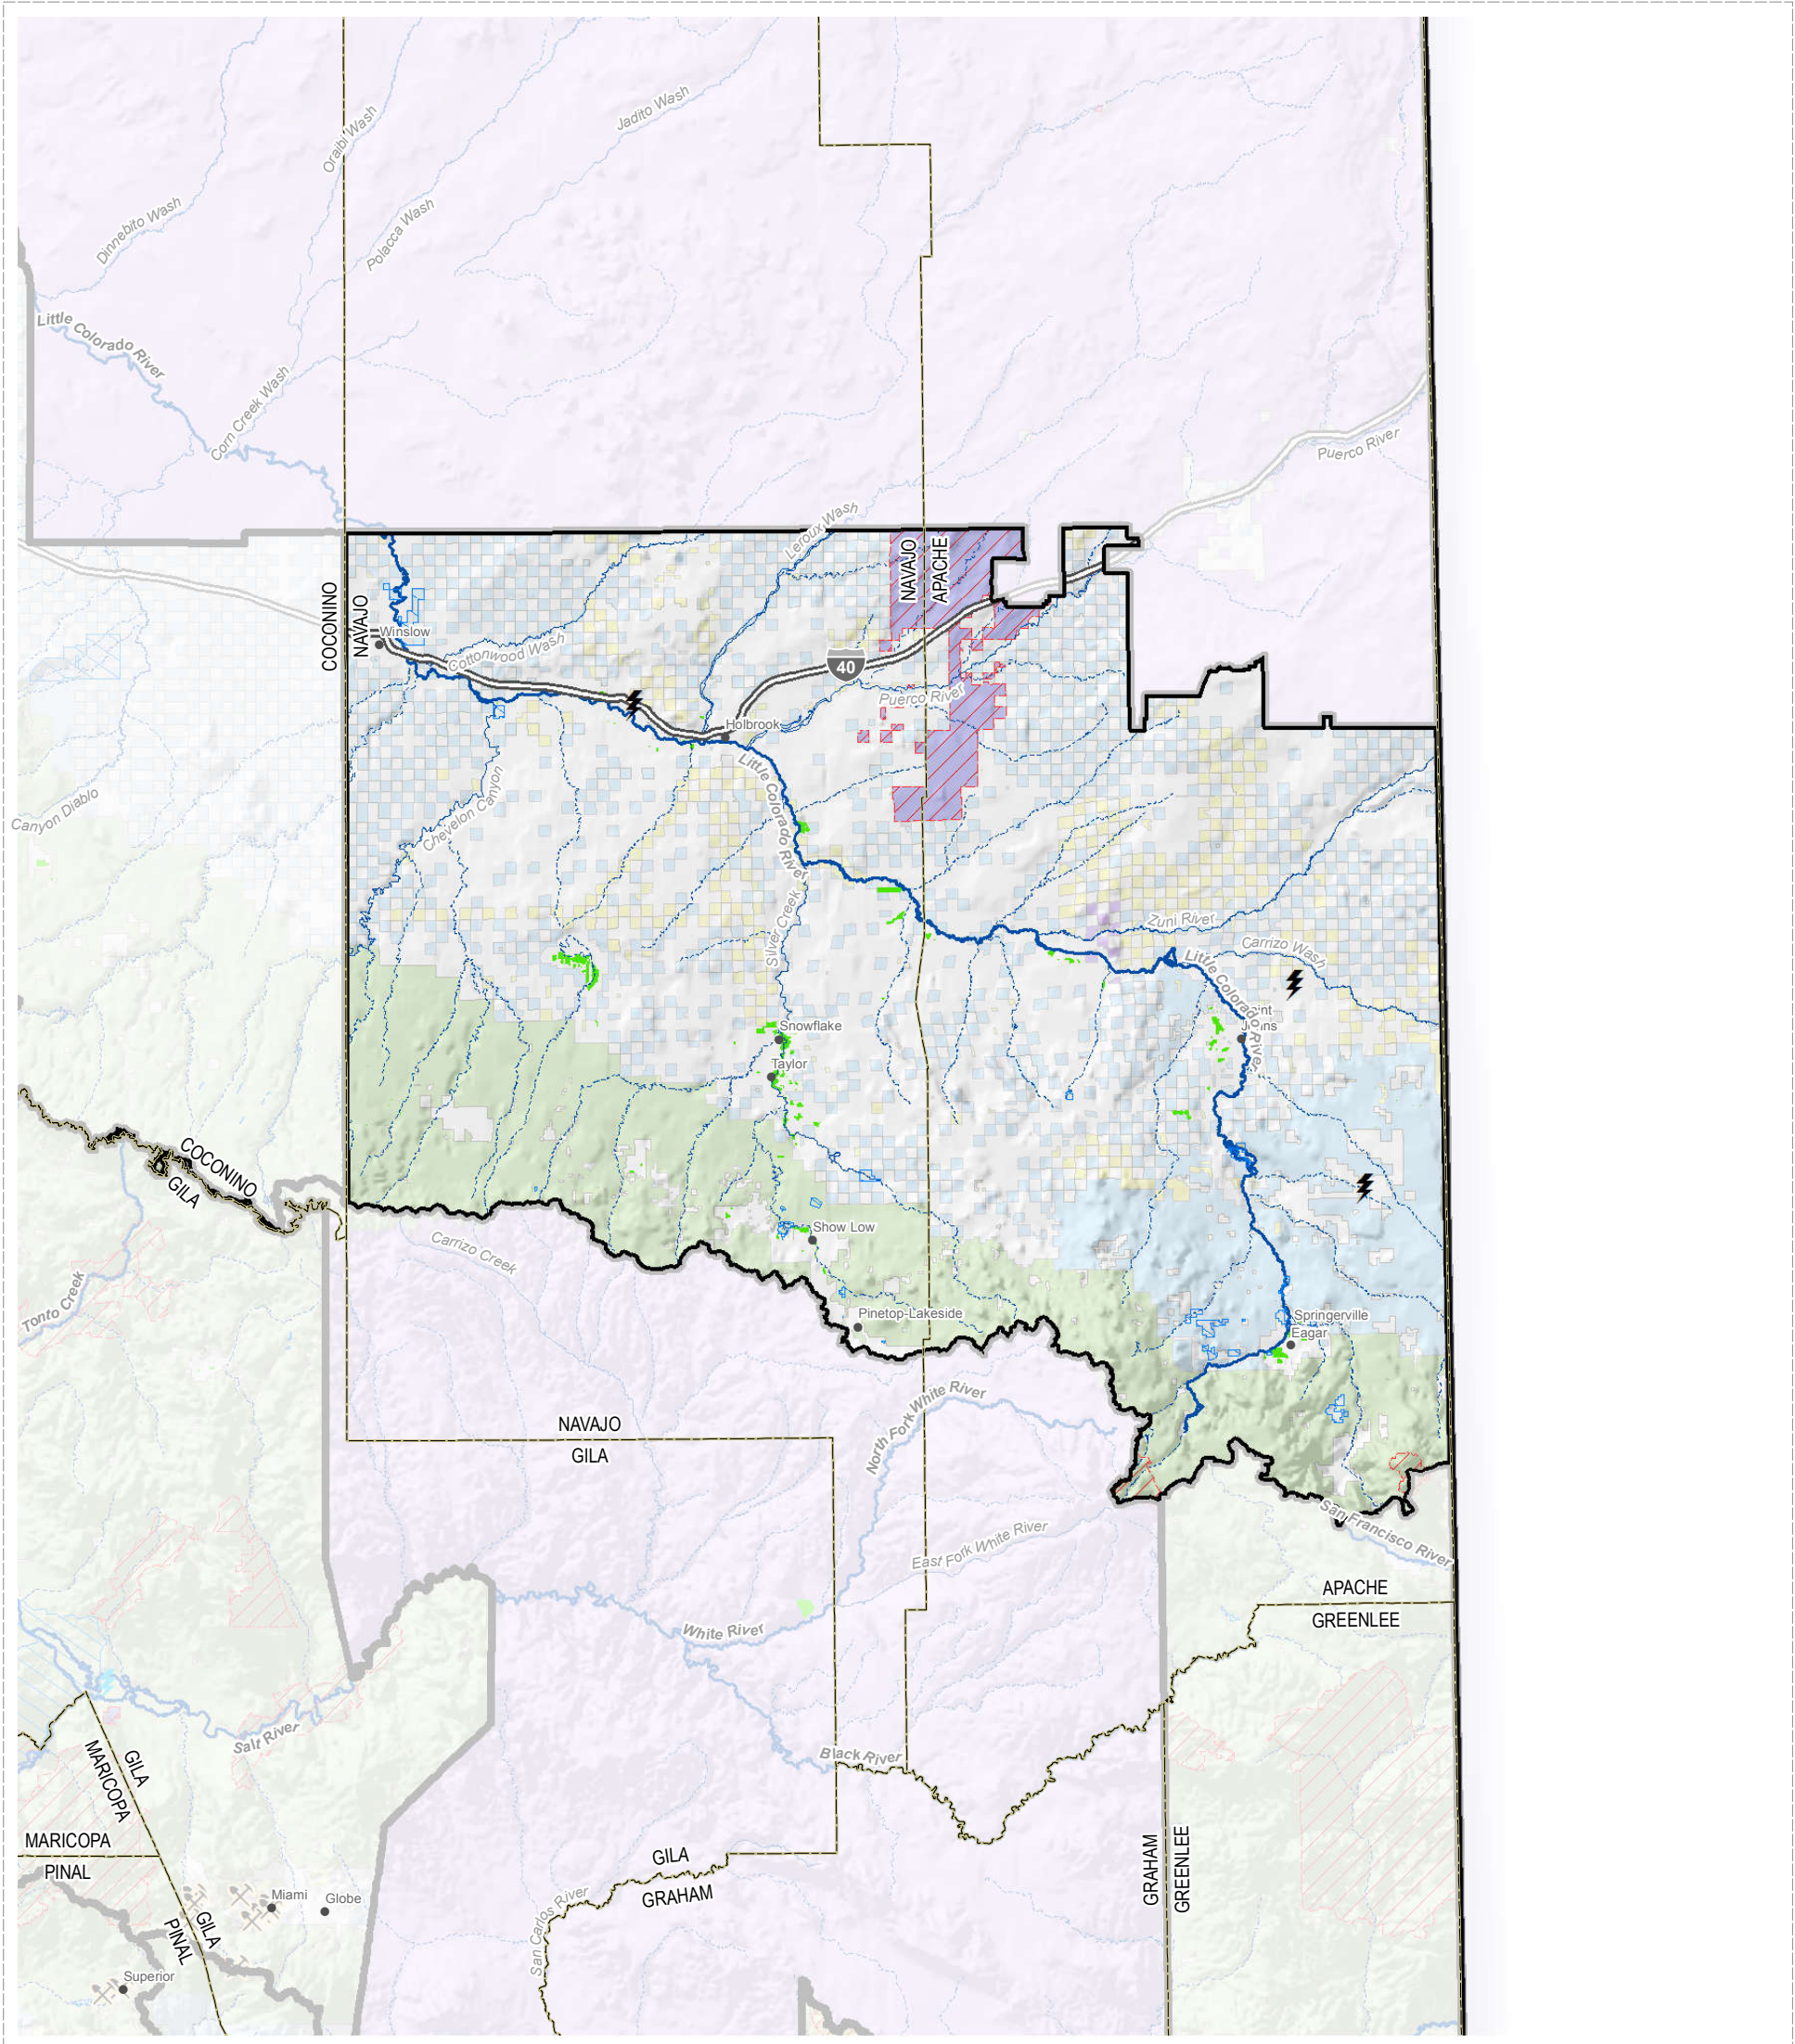 Jadito Wash
Oraibi Wash
Dinnebito Wash
Polacca Wash
Little Colorado River
Corn Creek Wash
Puerco River
Leroux Wash
NAVAJO
APACHE
COCONINO
NAVAJO
Winslow
Cottonwood Wash
40
Puerco River
Holbrook
Little Colorado River
Chevelon Canyon
Canyon Diablo
Silver Creek
Zuni River
Carrizo Wash
Little Colorado River
Snowflake
Taylor
COCONINO
GILA
Show Low
Carrizo Creek
Tonto Creek
Pinetop-Lakeside
Springerville
Eagar
North Fork White River
NAVAJO
GILA
San Francisco River
East Fork White River
APACHE
GREENLEE
White River
Salt River
Black River
GILA
MARICOPA
MARICOPA
PINAL
GILA
GRAHAM
GRAHAM
GREENLEE
Miami
Globe
GILA
PINAL
San Carlos River
Superior